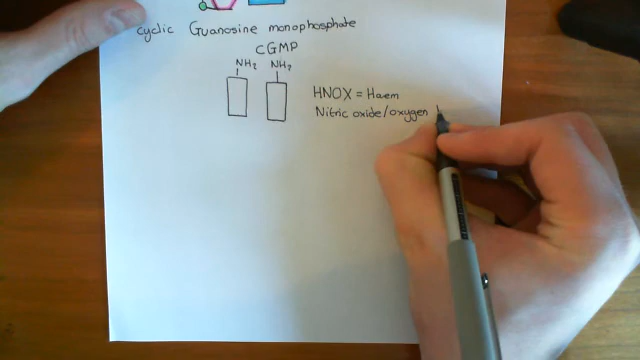 cyclic Guanosine monophosphate
CGMP
NH2 NH2
HNOX = Haem
Nitric oxide/oxygen